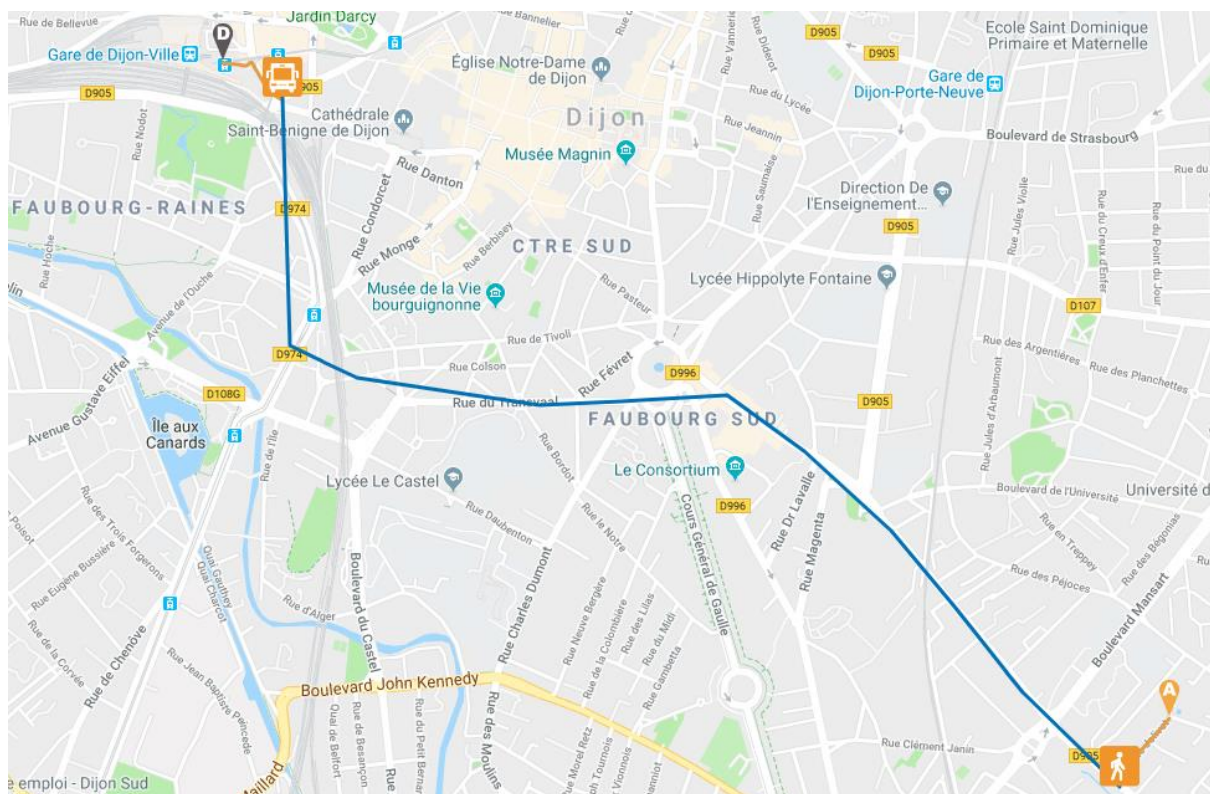 Rue de Bellevue
Jardin Darcy
Rue Bannelier
D
Gare de Dijon-Ville
Église Notre-Dame
de Dijon
Rue Vannerie
Rue Diderot
D905
Ecole Saint Dominique
Primaire et Maternelle
Gare de
Dijon-Porte-Neuve
Rue du Lycée
D905
905
Cathédrale
Saint-Bénigne de Dijon
Dijon
Rue Jeannin
Boulevard de Strasbourg
Rue Nodot
Musée Magnin
Rue Danton
Rue Saumaise
Direction De
l'Enseignement...
FAUBOURG-RAINES
D974
Rue Condorcet
D905
Rue Jules Violle
Rue du Creux d'Enfer
Rue du Point du Jour
Rue du
Rue Hoche
Rue Monge
Rue Berbisey
CTRE SUD
Avenue de l'Ouche
Musée de la Vie
bourguignonne
Rue Pasteur
Lycée Hippolyte Fontaine
D107
Rue de Tivoli
D974
Rue Colson
Rue Févret
D996
Rue des Argentières
Rue des Planchettes
Avenue Gustave Eiffel
D108G
Rue du Transvaal
D905
Rue Jules d'Arbaumont
Île aux
Canards
FAUBOURG SUD
Rue de l'Île
Rue Bordot
Lycée Le Castel
Le Consortium
Boulevard de l'Université
Université d
D996
Rue Dr Lavalle
Rue Magenta
Rue Daubenton
Rue le Nôtre
Cours Général de Gaulle
Rue en Treppey
Rue des Bégonias
Rue des Péjoces
Poisot
Rue des Trois Forgerons
Rue Eugène Bussière
Quai Gauthey
Quai Charcot
Rue d'Alger
Boulevard du Castel
Rue Charles Dumont
Rue Neuve Bergère
Rue de la Colombière
Rue des Lilas
Rue du Midi
Rue Gambetta
Boulevard Mansart
Rue de la Corvée
Rue de Chenôve
Rue Jean Baptiste Peincede
Boulevard John Kennedy
A
Quai de Belfort
Rue de Besançon
Rue du Petit Bernard
Rue des Moulins
Rue Morel Retz
Rue Clément Janin
D905
e emploi - Dijon Sud
Maillard